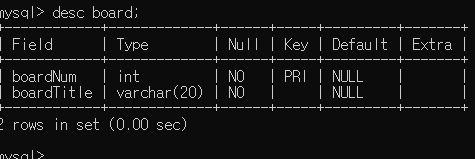 mysql> desc board;
+------------+-------------+------+-----+---------+-------+
| Field | Type | Null | Key | Default | Extra |
+------------+-------------+------+-----+---------+-------+
| boardNum | int | NO | PRI | NULL | |
| boardTitle | varchar(20) | NO | | NULL | |
+------------+-------------+------+-----+---------+-------+
2 rows in set (0.00 sec)
mysql>